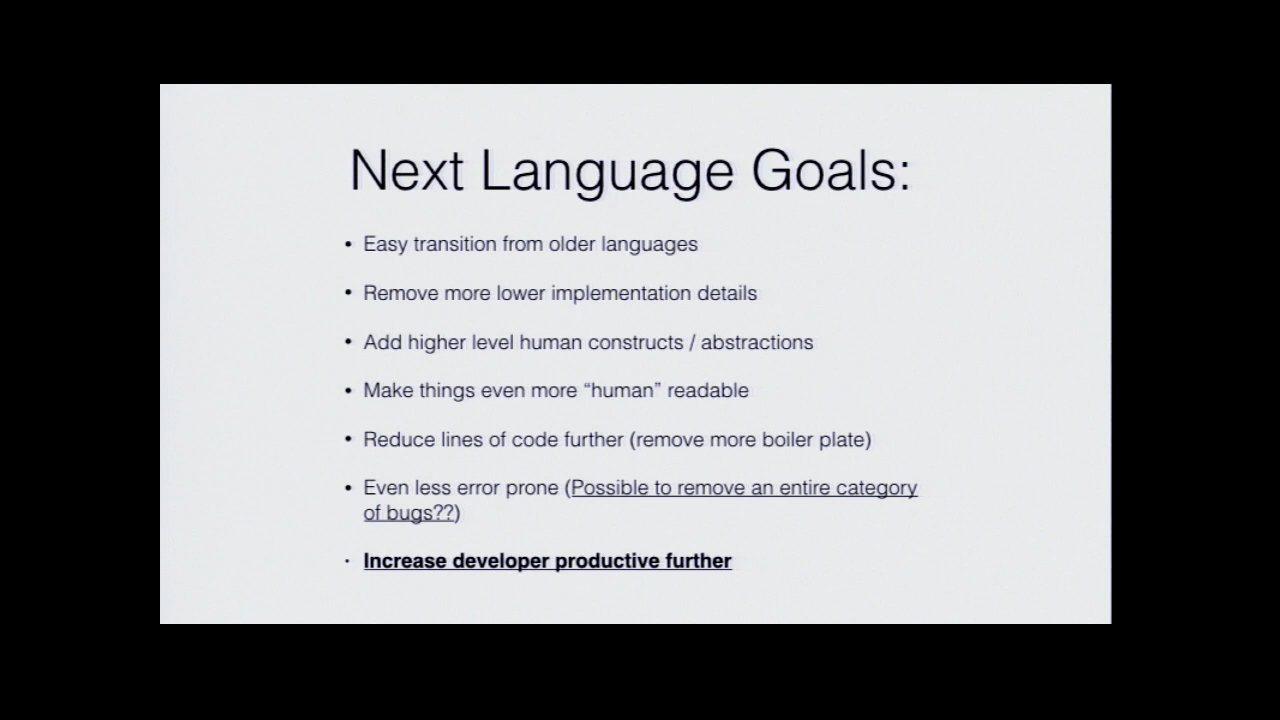 Next Language Goals:
• Easy transition from older languages
• Remove more lower implementation details
• Add higher level human constructs / abstractions
• Make things even more “human” readable
• Reduce lines of code further (remove more boiler plate)
• Even less error prone (Possible to remove an entire category
of bugs??)
• Increase developer productive further